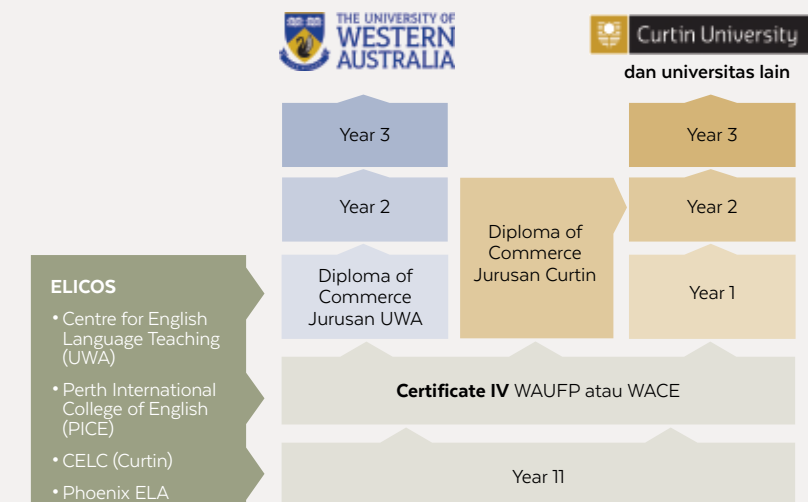 THE UNIVERSITY OF
WESTERN
AUSTRALIA
Curtin University
dan universitas lain
Year 3
Year 3
Year 2
Diploma of
Commerce
Jurusan Curtin
Year 2
Diploma of
Commerce
Jurusan UWA
Year 1
ELICOS
• Centre for English
Language Teaching
(UWA)
• Perth International
College of English
(PICE)
• CELC (Curtin)
• Phoenix ELA
Certificate IV WAUFP atau WACE
Year 11